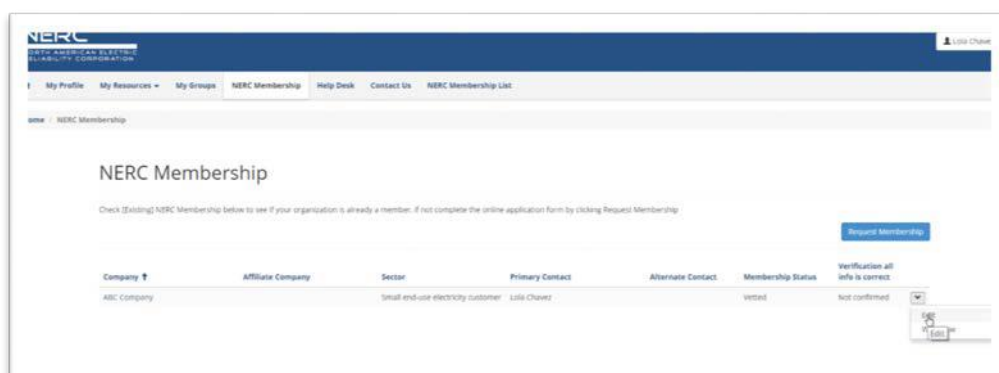 NERC
NORTH AMERICAN ELECTRIC
RELIABILITY CORPORATION
Lola Chave
My Profile My Resources My Groups NERC Membership Help Desk Contact Us NERC Membership List
ome / NERC Membership
NERC Membership
Check [Existing] NERC Membership below to see if your organization is already a member. If not complete the online application form by clicking Request Membership
Request Membership
Company Affiliate Company Sector Primary Contact Alternate Contact Membership Status Verification all
info is correct
ABC Company Small end-use electricity customer Lola Chavez Vetted Not confirmed
Edit
Edit